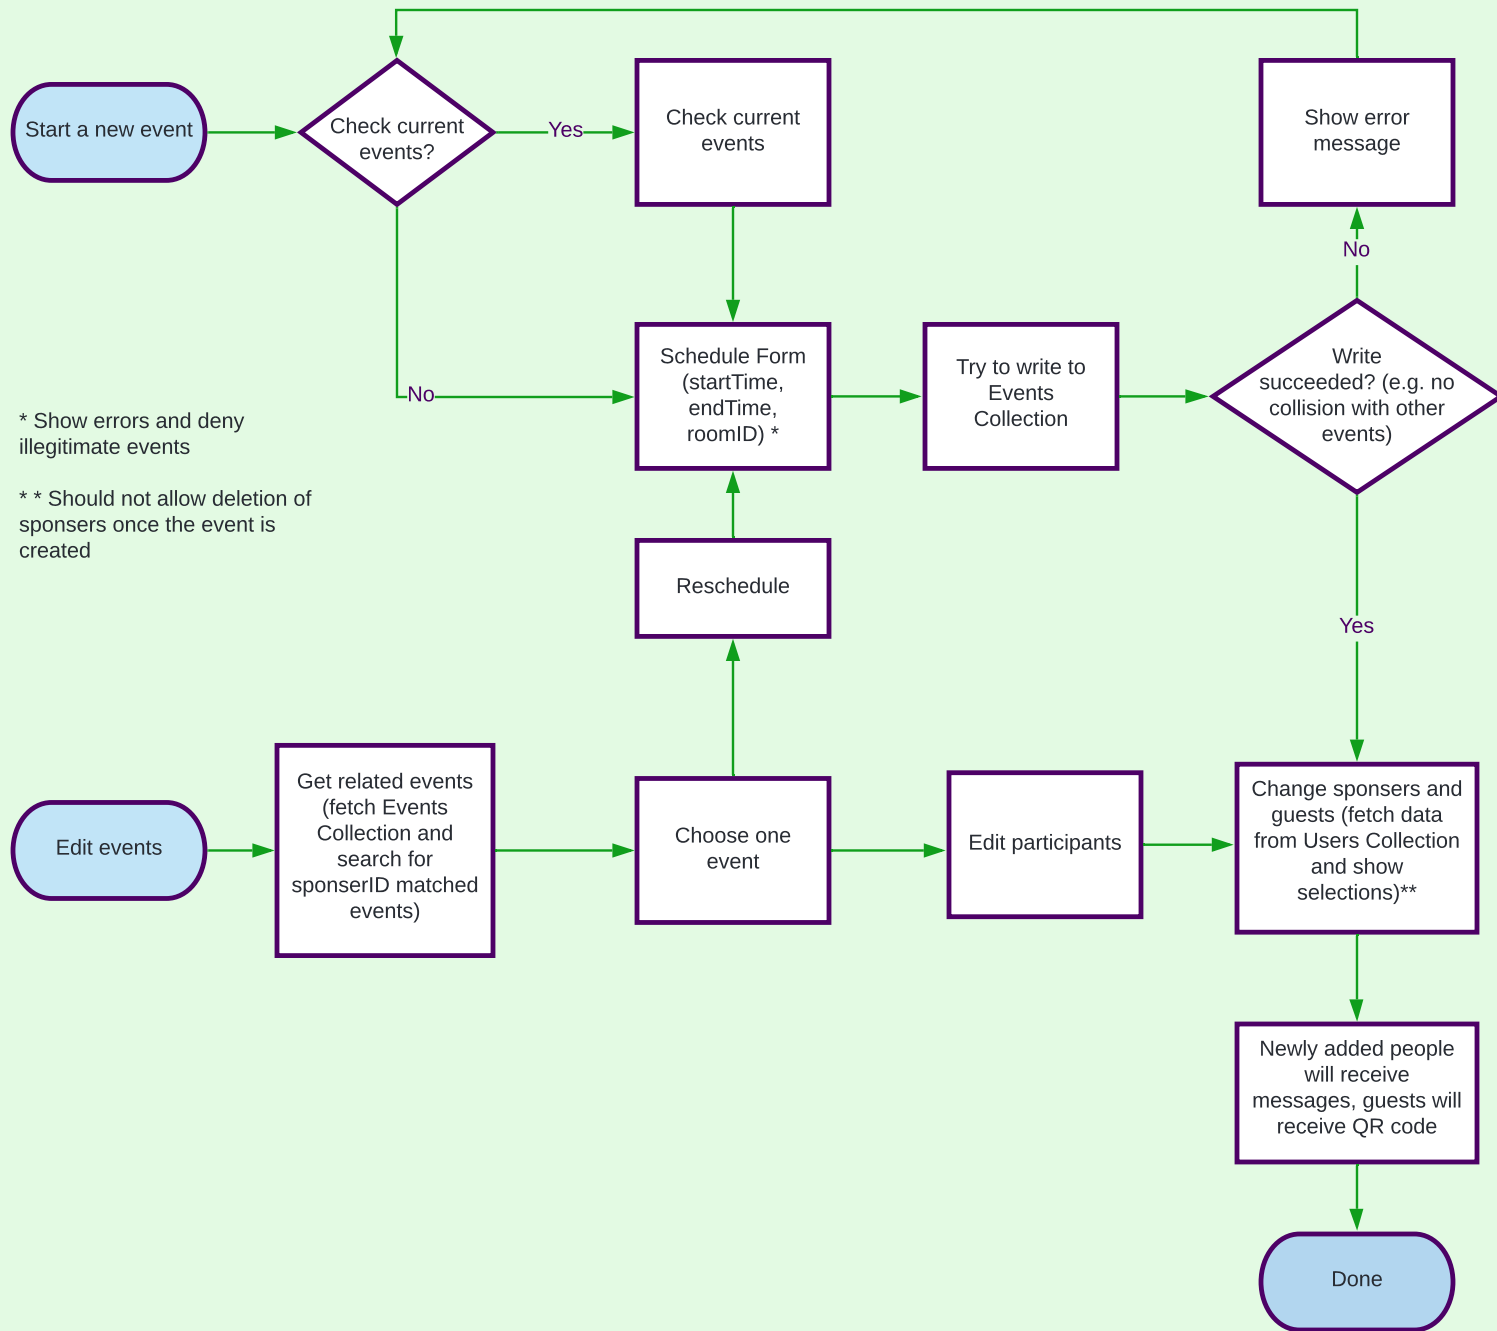 Start a new event
Check current
events?
Yes
Check current
events
Show error
message
No
No
Schedule Form
(startTime,
endTime,
roomID) *
Try to write to
Events
Collection
Write
succeeded? (e.g. no
collision with other
events)
* Show errors and deny
illegitimate events
* * Should not allow deletion of
sponsers once the event is
created
Reschedule
Yes
Edit events
Get related events
(fetch Events
Collection and
search for
sponserID matched
events)
Choose one
event
Edit participants
Change sponsers and
guests (fetch data
from Users Collection
and show
selections)**
Newly added people
will receive
messages, guests will
receive QR code
Done